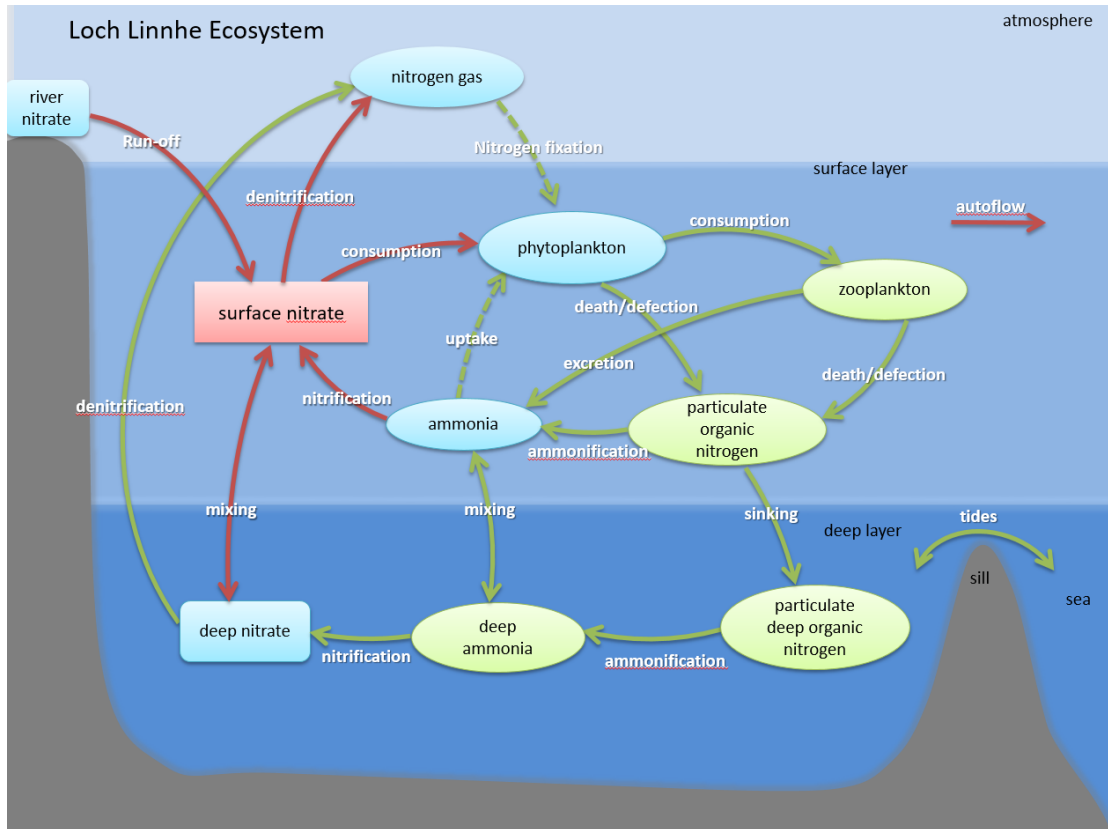 Loch Linnhe Ecosystem
atmosphere
nitrogen gas
river
nitrate
Run-off
Nitrogen fixation
surface layer
denitrification
autoflow
consumption
consumption
phytoplankton
zooplankton
surface nitrate
death/defection
uptake
excretion
death/defection
nitrification
denitrification
ammonia
particulate
organic
nitrogen
ammonification
mixing
mixing
sinking
deep layer
tides
sill
sea
deep nitrate
nitrification
deep
ammonia
ammonification
particulate
deep organic
nitrogen